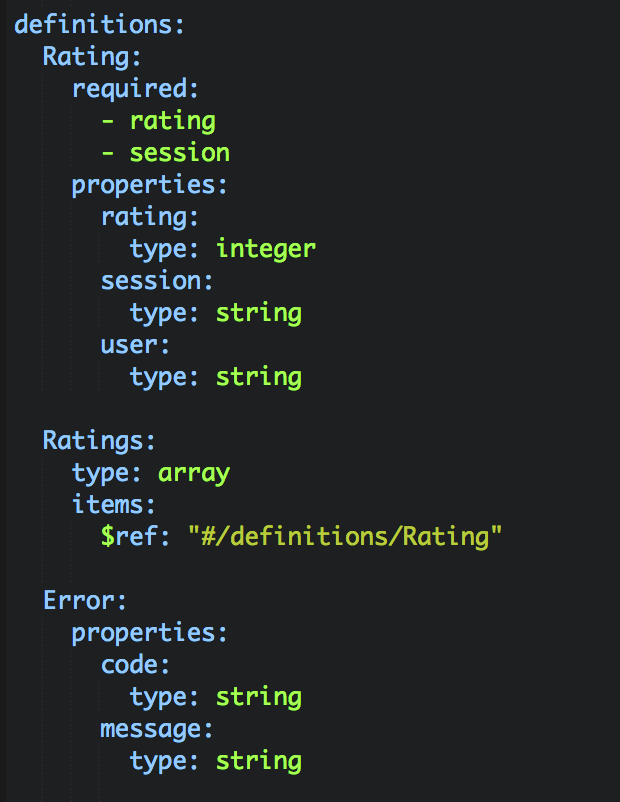 definitions:
  Rating:
    required:
      - rating
      - session
    properties:
      rating:
        type: integer
      session:
        type: string
      user:
        type: string

  Ratings:
    type: array
    items:
      $ref: "#/definitions/Rating"

  Error:
    properties:
      code:
        type: string
      message:
        type: string